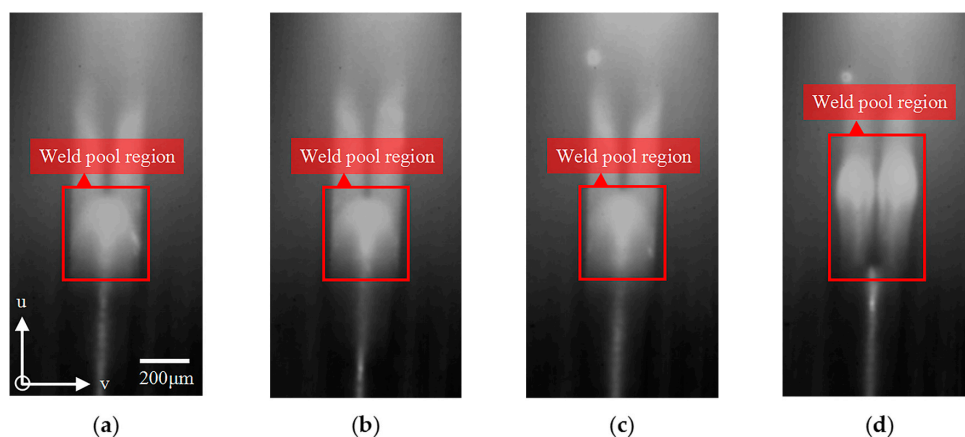 Weld pool region
Weld pool region
Weld pool region
Weld pool region
u
v
200μm
(a)
(b)
(c)
(d)